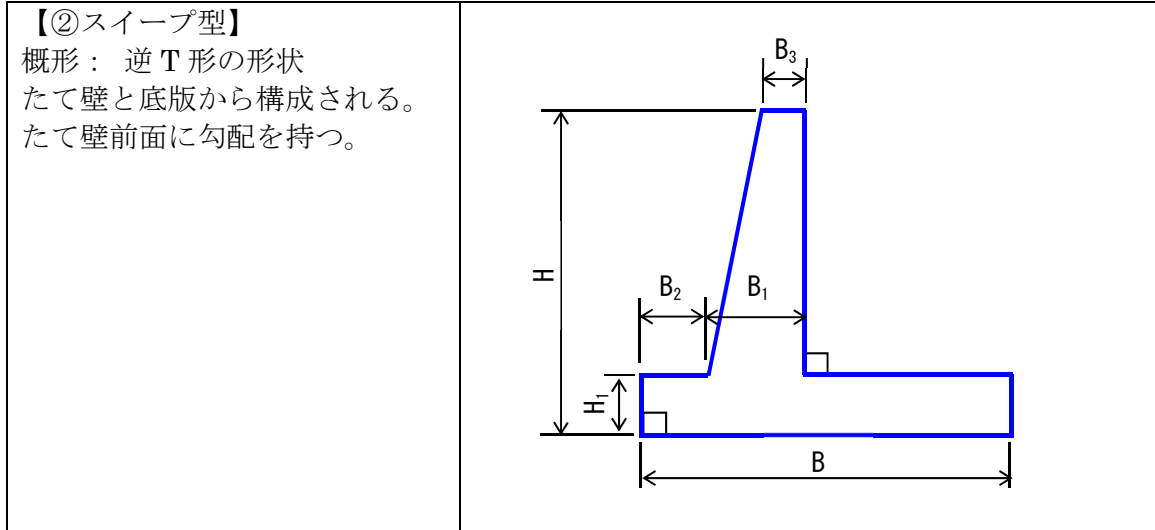 【②スイープ型】
概形: 逆 T 形の形状
たて壁と底版から構成される。
たて壁前面に勾配を持つ。
B₃
H
B₂
B₁
H₁
B